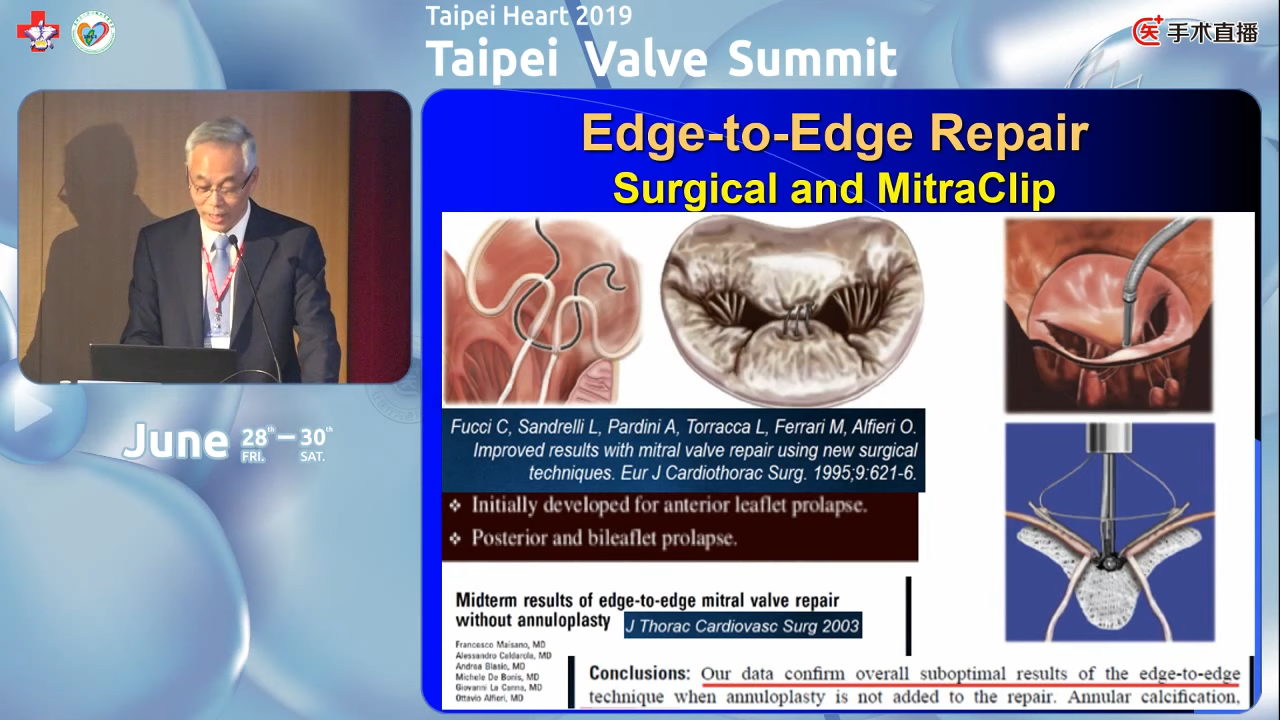 Taipei Heart 2019
Taipei Valve Summit
手术直播
June 28th — 30th
FRI. SAT.
Edge-to-Edge Repair
Surgical and MitraClip
Fucci C, Sandrelli L, Pardini A, Torracca L, Ferrari M, Alfieri O.
Improved results with mitral valve repair using new surgical
techniques. Eur J Cardiothorac Surg. 1995;9:621-6.
❖ Initially developed for anterior leaflet prolapse.
❖ Posterior and bileaflet prolapse.
Midterm results of edge-to-edge mitral valve repair
without annuloplasty
J Thorac Cardiovasc Surg 2003
Francesco Maisano, MD
Alessandro Caldarola, MD
Andrea Blasio, MD
Michele De Bonis, MD
Giovanni La Canna, MD
Ottavio Alfieri, MD
Conclusions: Our data confirm overall suboptimal results of the edge-to-edge
technique when annuloplasty is not added to the repair. Annular calcification,